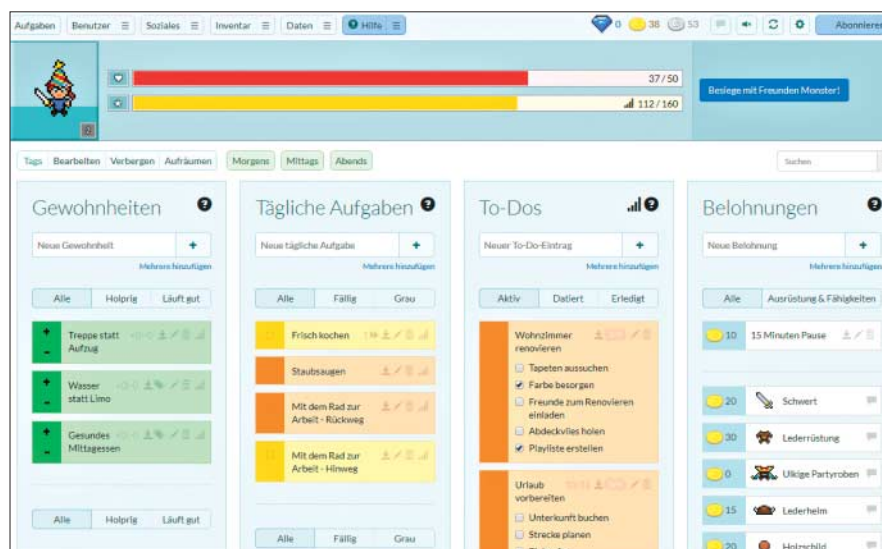 Aufgaben Benutzer Soziales Inventar Daten Hilfe 0 38 53 Abonnieren
37 / 50
112 / 160
Besiege mit Freunden Monster!
Tags Bearbeiten Verbergen Aufräumen Morgens Mittags Abends Suchen
Gewohnheiten
Neue Gewohnheit +
Mehrere hinzufügen
Alle Holprig Läuft gut
+ - Treppe statt
Aufzug
+ - Wasser
statt Limo
+ - Gesundes
Mittagessen
Alle Holprig Läuft gut
Tägliche Aufgaben
Neue tägliche Aufgabe +
Mehrere hinzufügen
Alle Fällig Grau
Frisch kochen
Staubsaugen
Mit dem Rad zur
Arbeit - Rückweg
Mit dem Rad zur
Arbeit - Hinweg
Alle Fällig Grau
To-Dos
Neuer To-Do-Eintrag +
Mehrere hinzufügen
Aktiv Datiert Erledigt
Wohnzimmer
renovieren
Tapeten aussuchen
Farbe besorgen
Freunde zum Renovieren
einladen
Abdeckvlies holen
Playliste erstellen
Urlaub
vorbereiten
Unterkunft buchen
Strecke planen
Belohnungen
Neue Belohnung +
Mehrere hinzufügen
Alle Ausrüstung & Fähigkeiten
10 15 Minuten Pause
20 Schwert
30 Lederrüstung
0 Ulkige Partyroben
15 Lederhelm
20 Holzschild